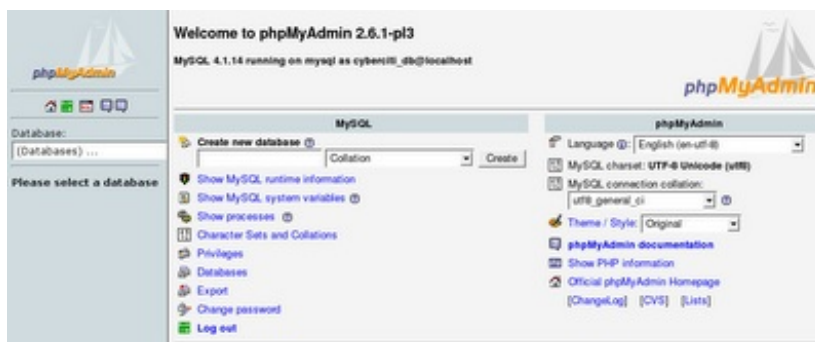 phpMyAdmin
Database:
(Databases) ...
Please select a database
Welcome to phpMyAdmin 2.6.1-pl3
MySQL 4.1.14 running on mysql as cyberciti_db@localhost
phpMyAdmin
MySQL
Create new database
Collation
Create
Show MySQL runtime information
Show MySQL system variables
Show processes
Character Sets and Collations
Privileges
Databases
Export
Change password
Log out
phpMyAdmin
Language: English (en-utf-8)
MySQL charset: UTF-8 Unicode (utf8)
MySQL connection collation:
utf8_general_ci
Theme / Style: Original
phpMyAdmin documentation
Show PHP information
Official phpMyAdmin Homepage
[ChangeLog] [CVS] [Lists]